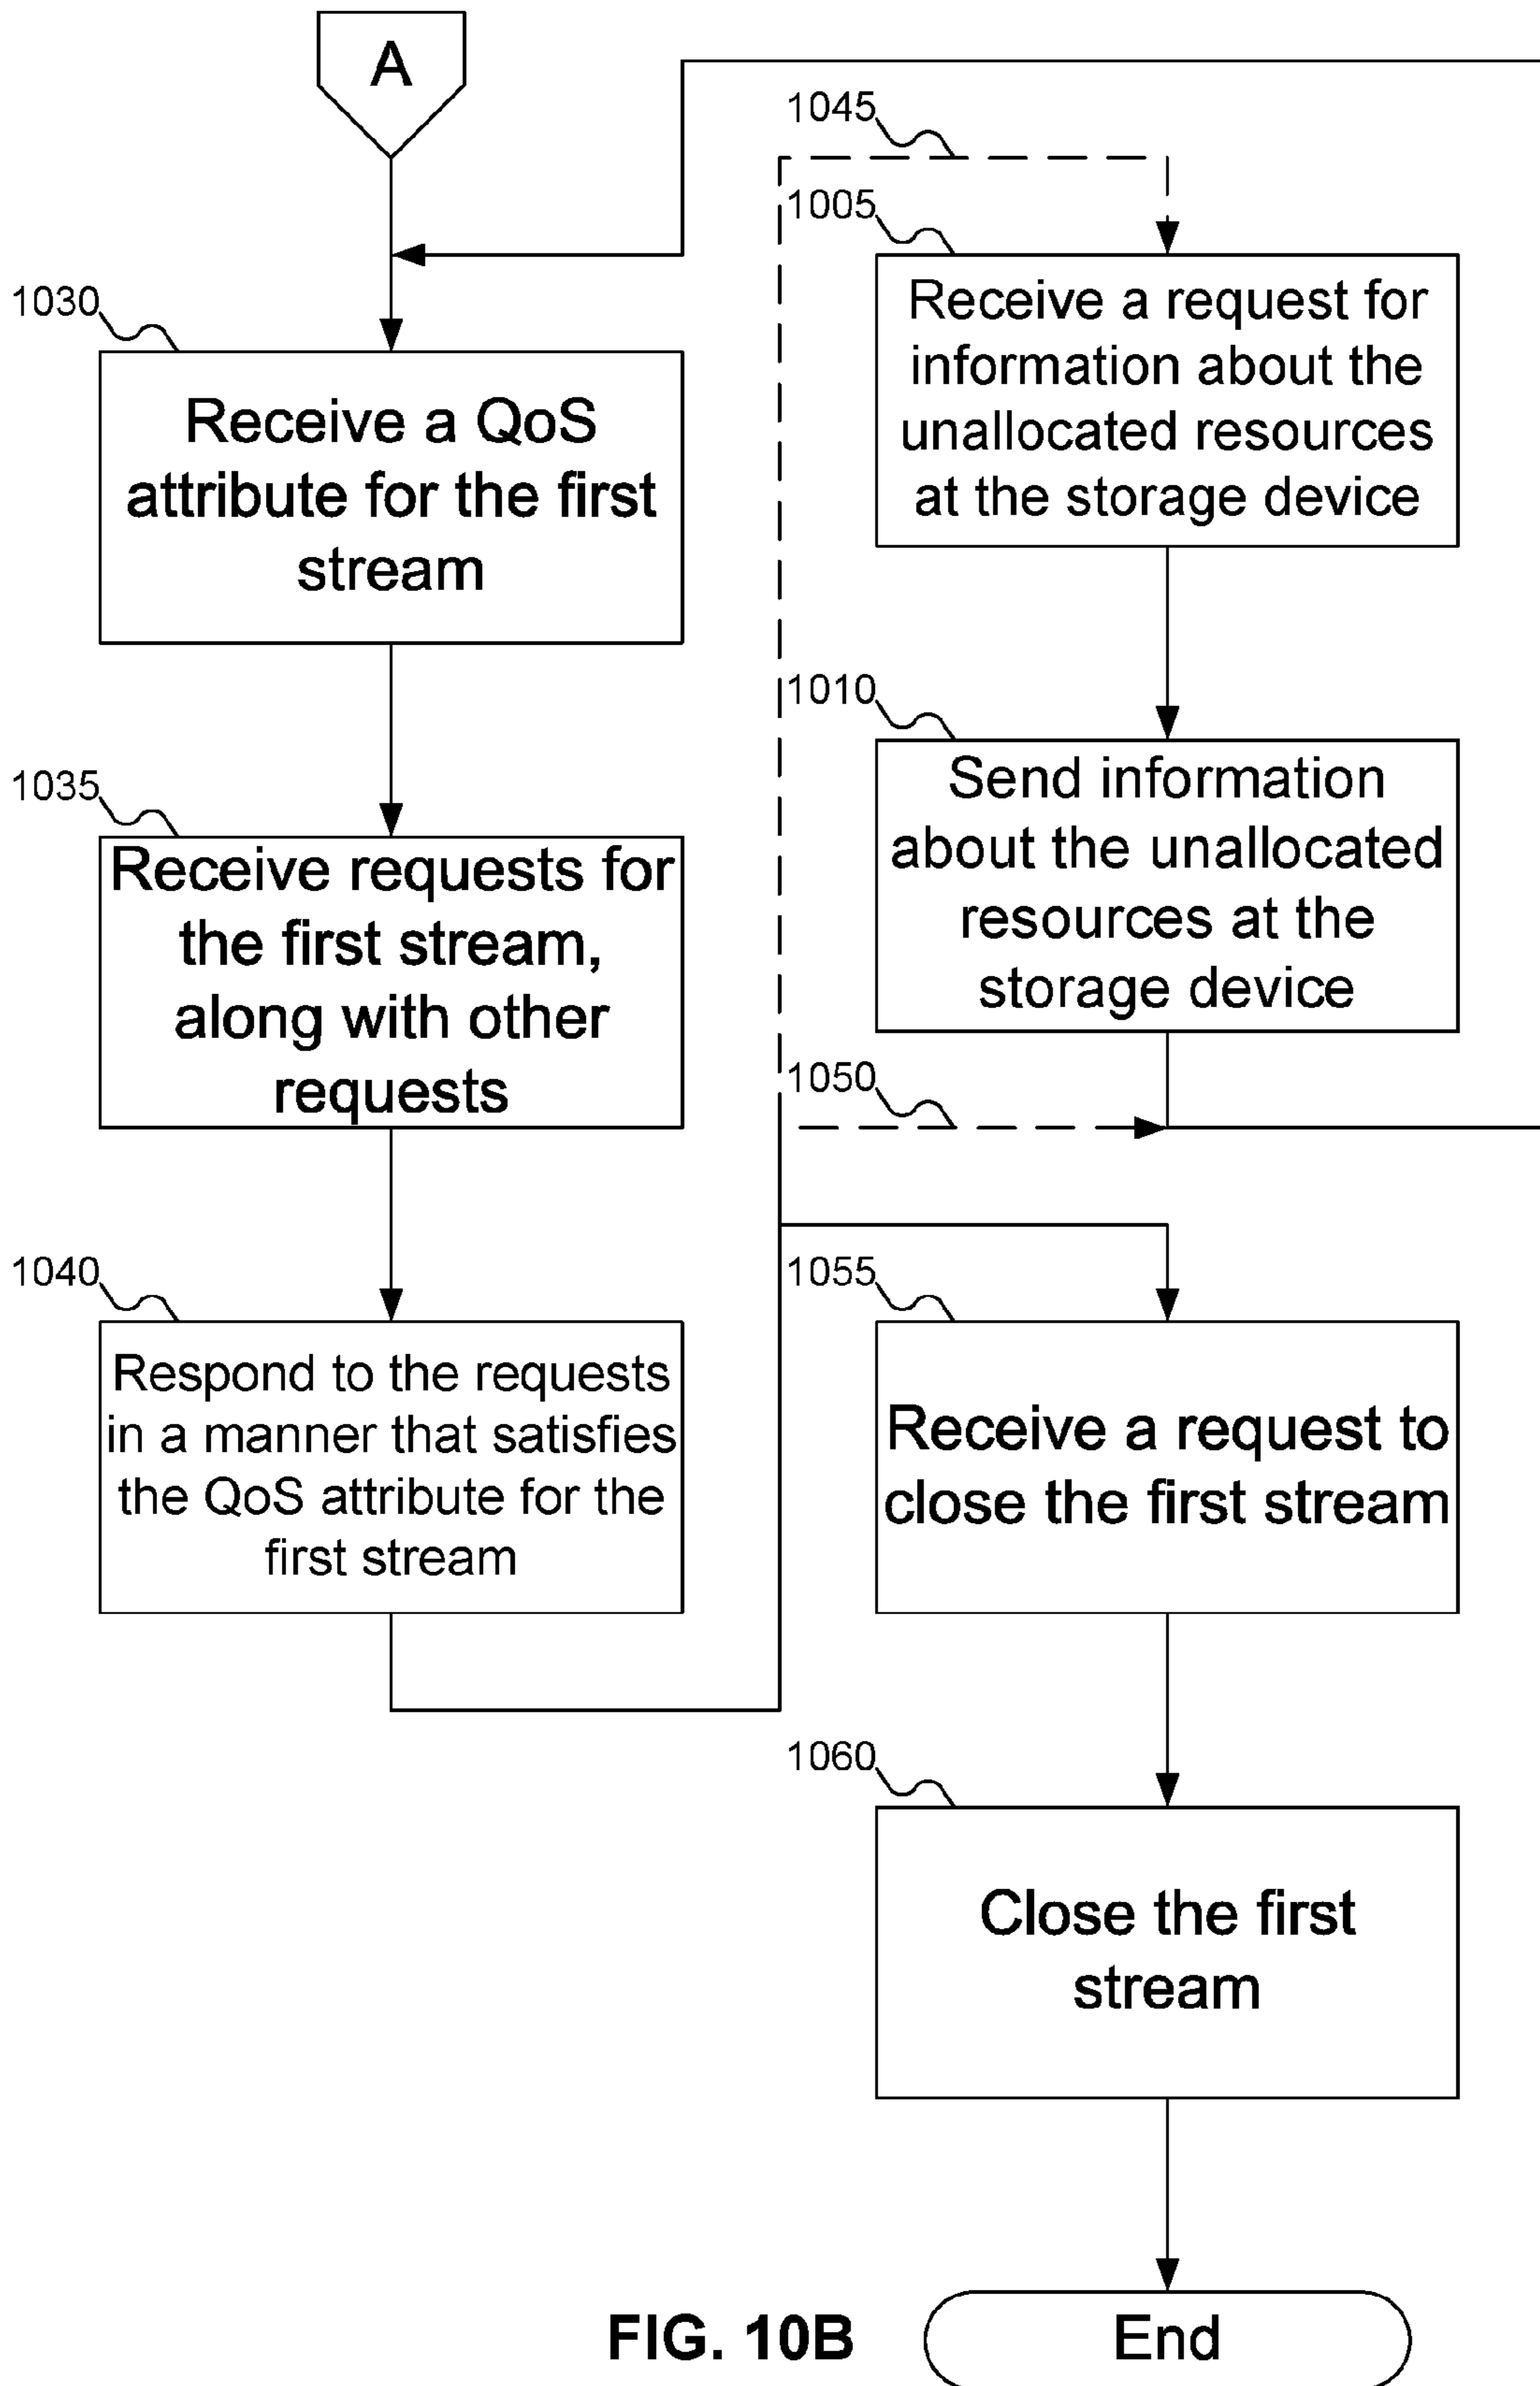 A
1030
Receive a QoS
attribute for the first
stream
1035
Receive requests for
the first stream,
along with other
requests
1040
Respond to the requests
in a manner that satisfies
the QoS attribute for the
first stream
1045
1005
Receive a request for
information about the
unallocated resources
at the storage device
1010
Send information
about the unallocated
resources at the
storage device
1050
1055
Receive a request to
close the first stream
1060
Close the first
stream
End
FIG. 10B